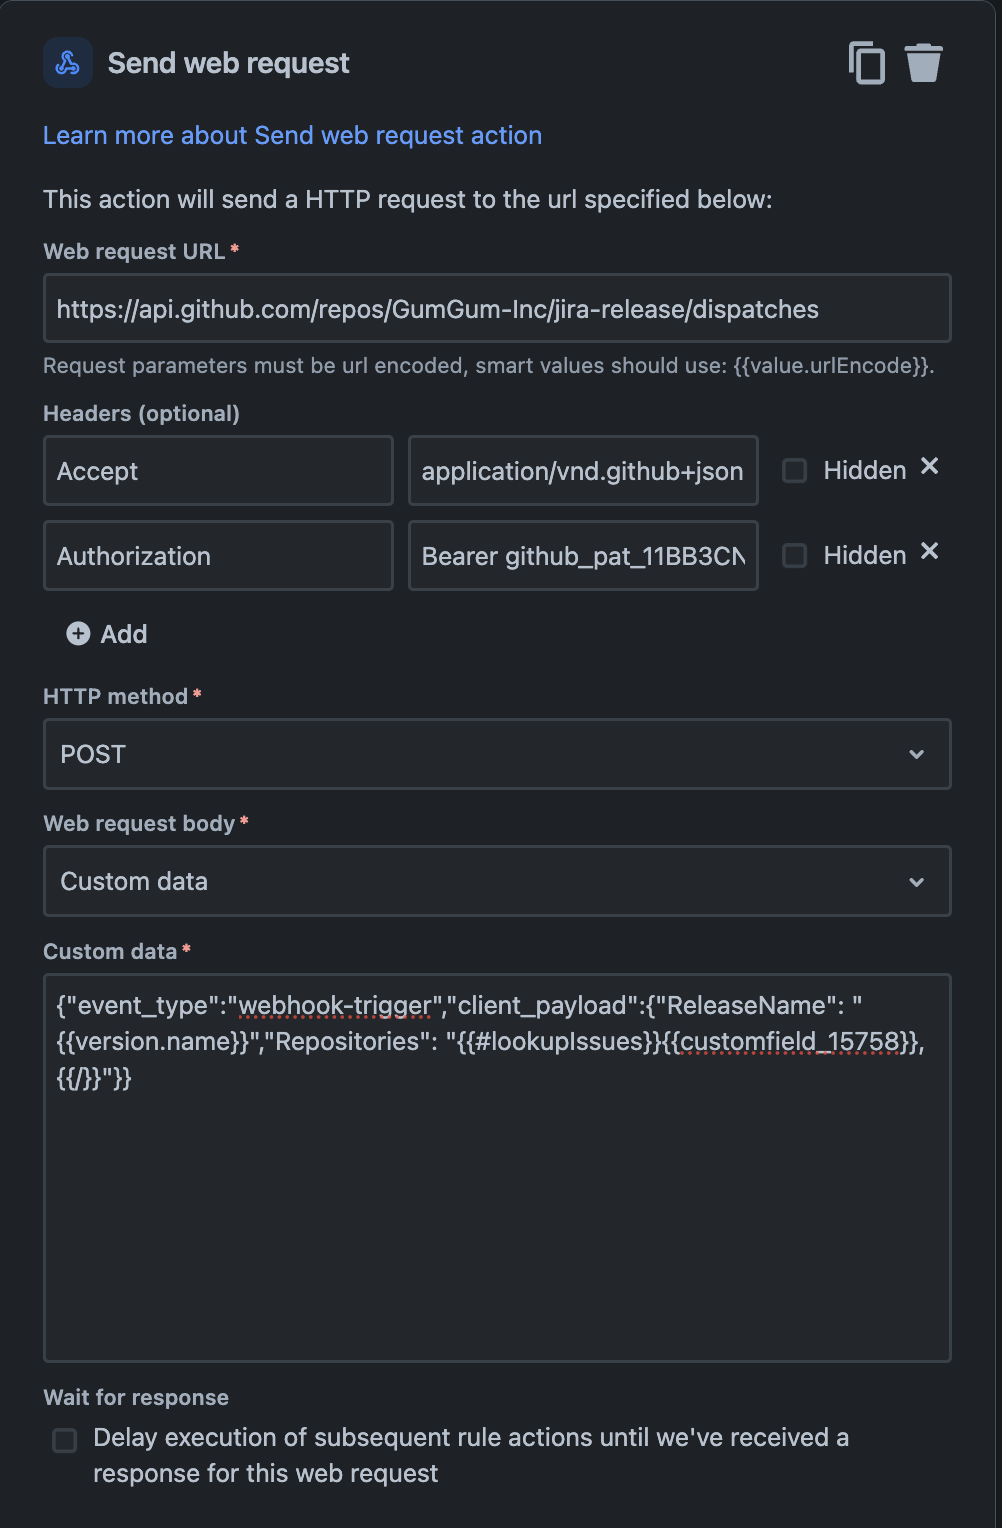 Send web request
Learn more about Send web request action
This action will send a HTTP request to the url specified below:
Web request URL*
https://api.github.com/repos/GumGum-Inc/jira-release/dispatches
Request parameters must be url encoded, smart values should use: {{value.urlEncode}}.
Headers (optional)
Accept application/vnd.github+json Hidden
Authorization Bearer github_pat_11BB3CN Hidden
Add
HTTP method*
POST
Web request body*
Custom data
Custom data*
{"event_type":"webhook-trigger","client_payload":{"ReleaseName": "
{{version.name}}","Repositories": "{{#lookupIssues}}{{customfield_15758}},
{{/}}"}}
Wait for response
Delay execution of subsequent rule actions until we've received a
response for this web request